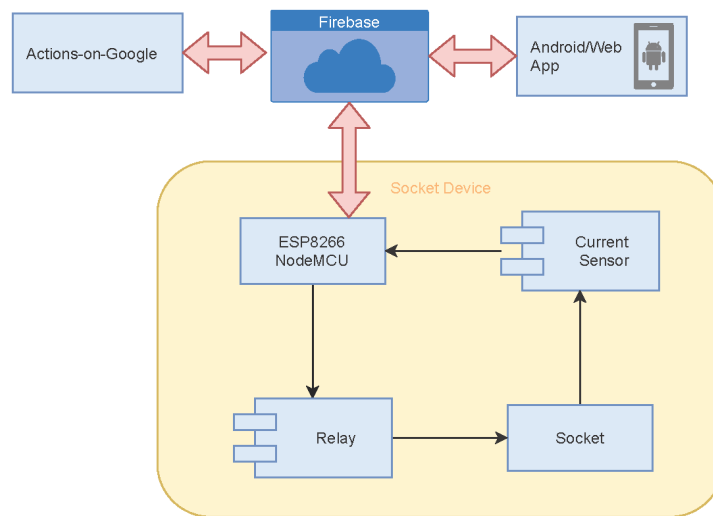 Firebase
Actions-on-Google
Android/Web
App
Socket Device
ESP8266
NodeMCU
Current
Sensor
Relay
Socket